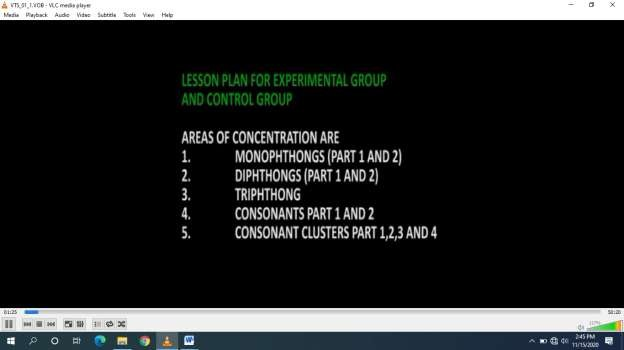 VTS_01_1.VOB - VLC media player
Media Playback Audio Video Subtitle Tools View Help
LESSON PLAN FOR EXPERIMENTAL GROUP
AND CONTROL GROUP
AREAS OF CONCENTRATION ARE
1. MONOPHTHONGS (PART 1 AND 2)
2. DIPHTHONGS (PART 1 AND 2)
3. TRIPHTHONG
4. CONSONANTS PART 1 AND 2
5. CONSONANT CLUSTERS PART 1,2,3 AND 4
01:25 50:20
2:45 PM
11/15/2020